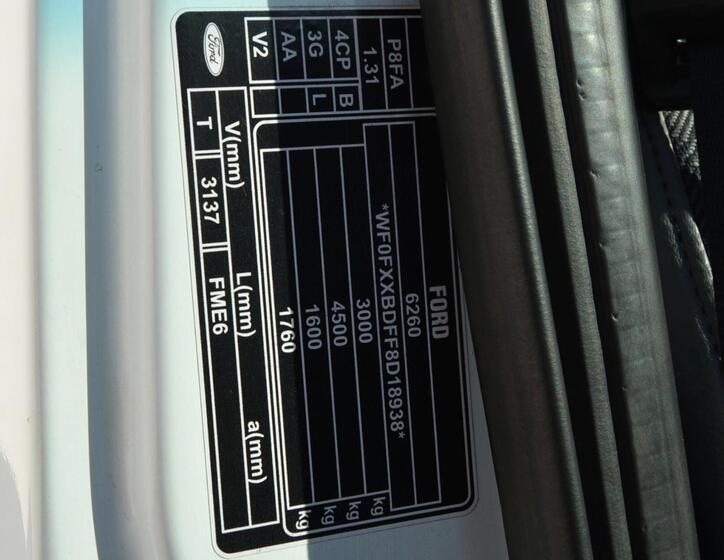 FORD
6260
*WF0FXXBDFF8D18938*
3000 kg
4500 kg
1600 kg
1760 kg
P8FA
1.31
4CP B
3G L
AA
V2
V(mm) L(mm) a(mm)
T 3137 FME6
Ford